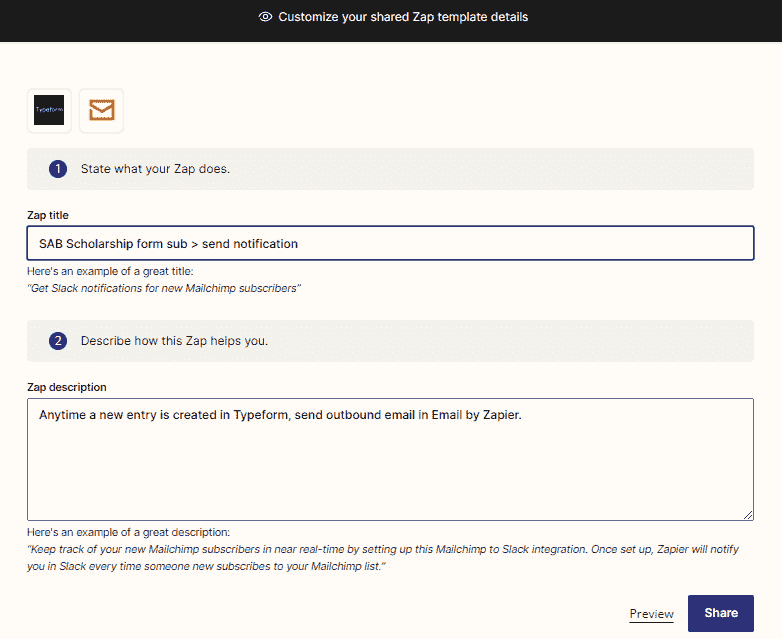 Customize your shared Zap template details
Typeform
1 State what your Zap does.
Zap title
SAB Scholarship form sub > send notification
Here's an example of a great title:
“Get Slack notifications for new Mailchimp subscribers”
2 Describe how this Zap helps you.
Zap description
Anytime a new entry is created in Typeform, send outbound email in Email by Zapier.
Here's an example of a great description:
“Keep track of your new Mailchimp subscribers in near real-time by setting up this Mailchimp to Slack integration. Once set up, Zapier will notify
you in Slack every time someone new subscribes to your Mailchimp list.”
Preview Share